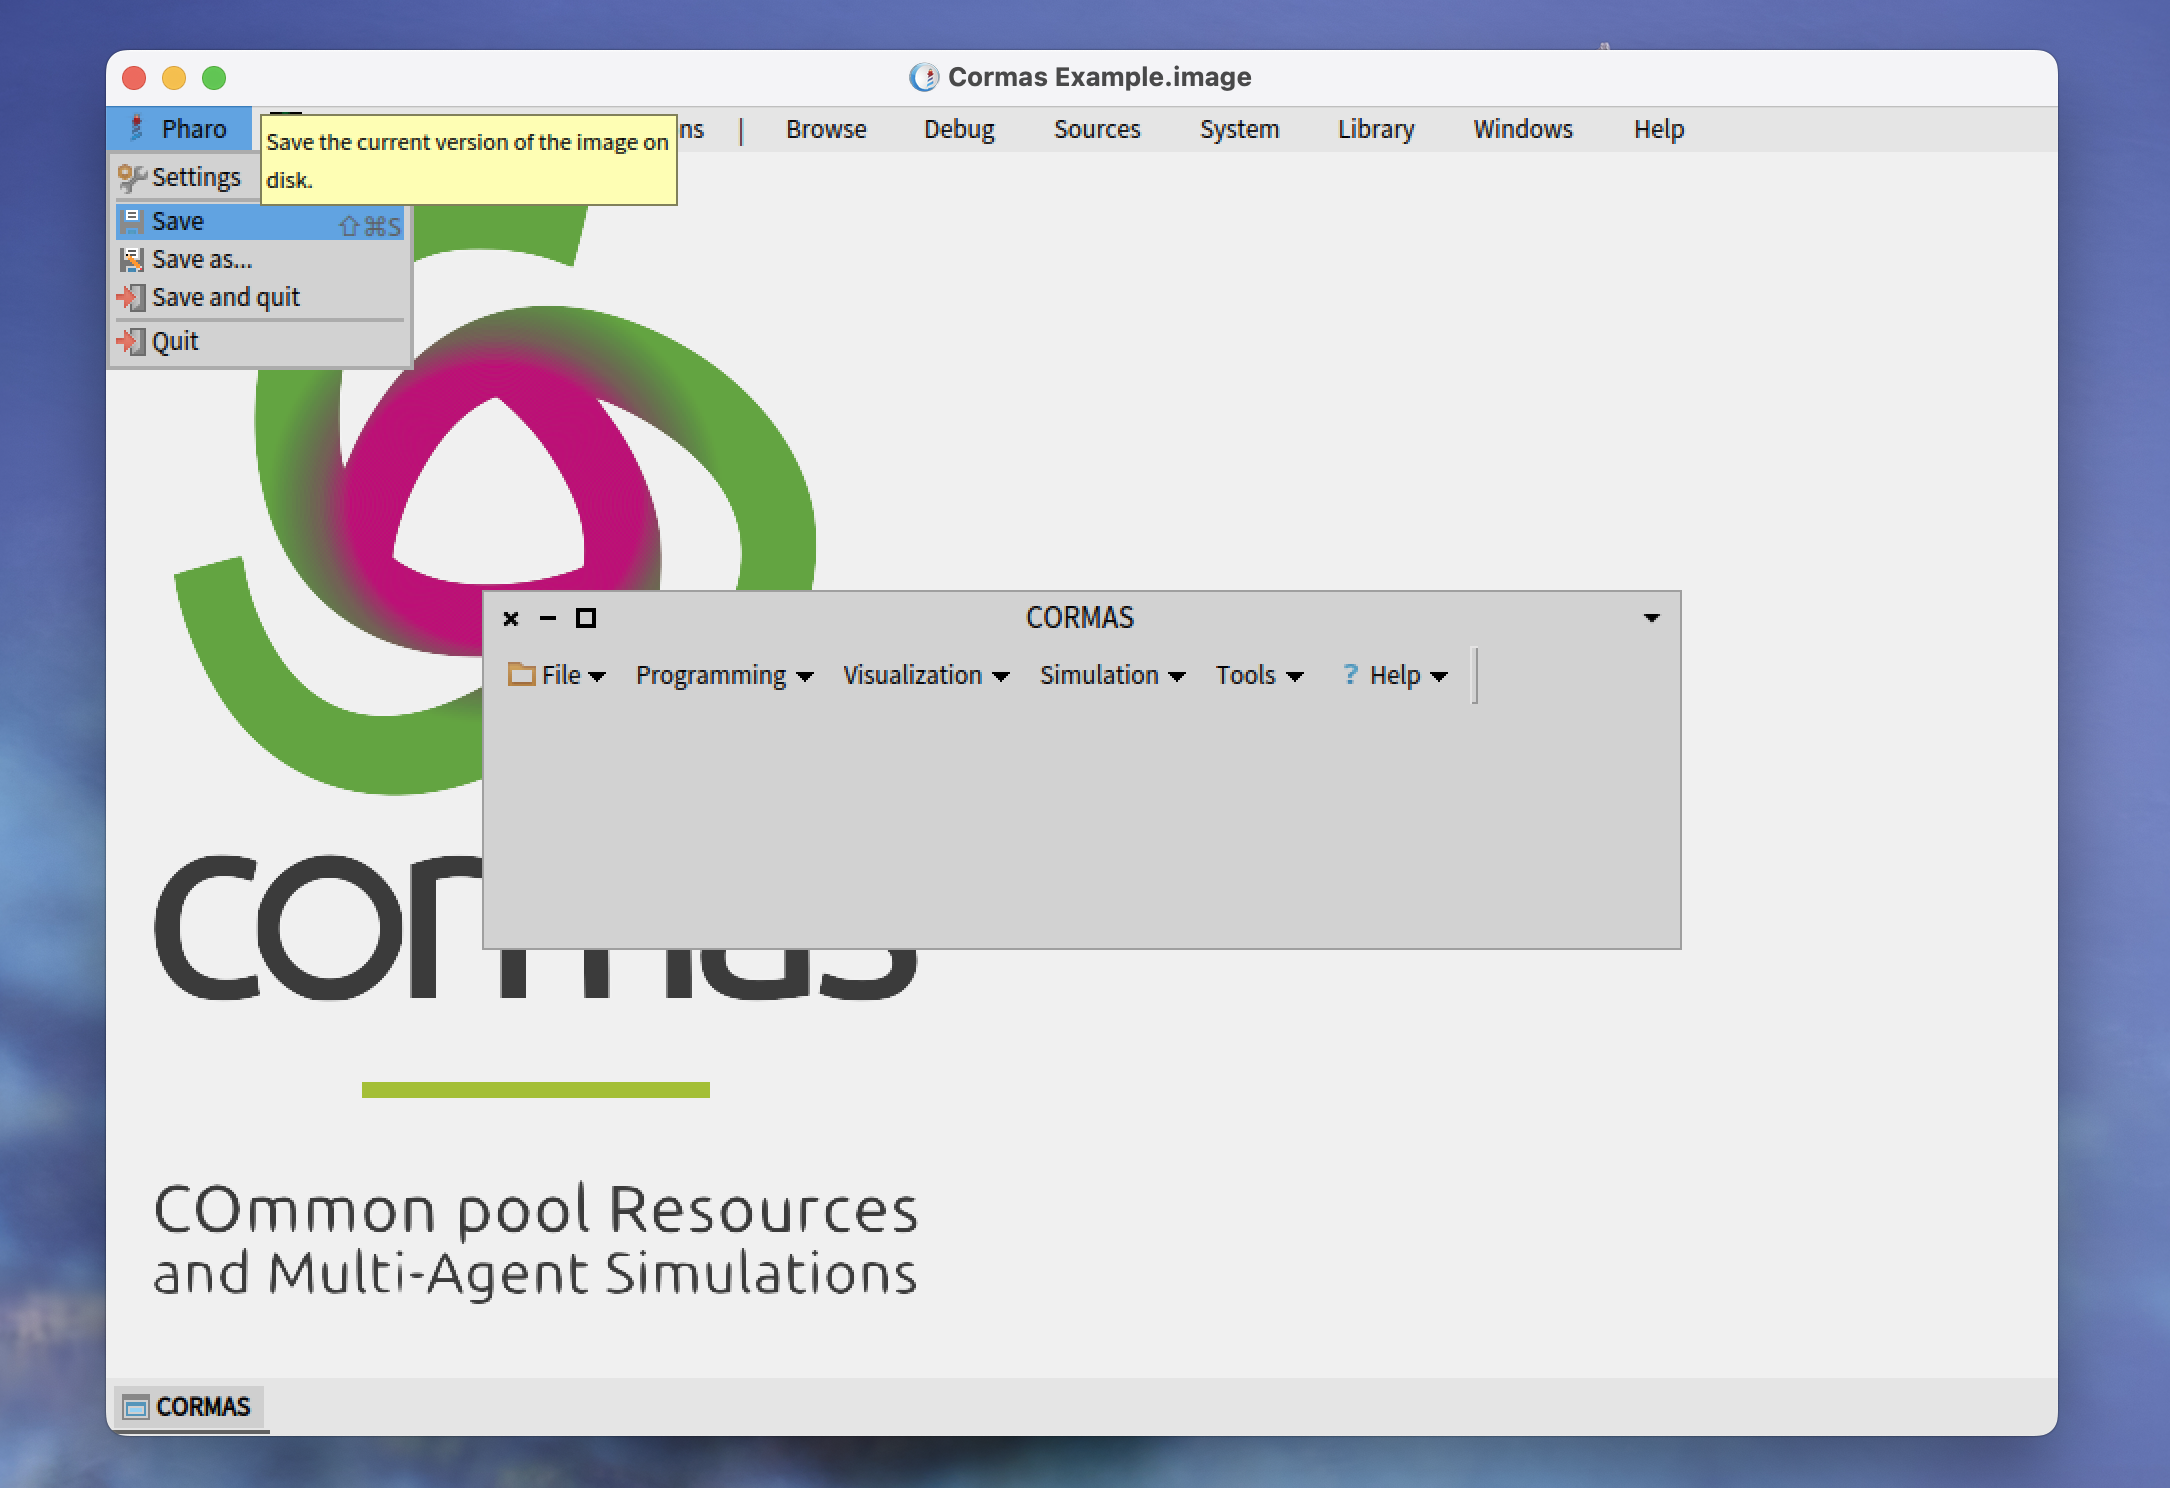 Cormas Example.image
Pharo
ns | Browse Debug Sources System Library Windows Help
Save the current version of the image on
disk.
Settings
Save ⇧⌘S
Save as...
Save and quit
Quit
CORMAS
File Programming Visualization Simulation Tools ? Help
cormas
COmmon pool Resources
and Multi-Agent Simulations
CORMAS